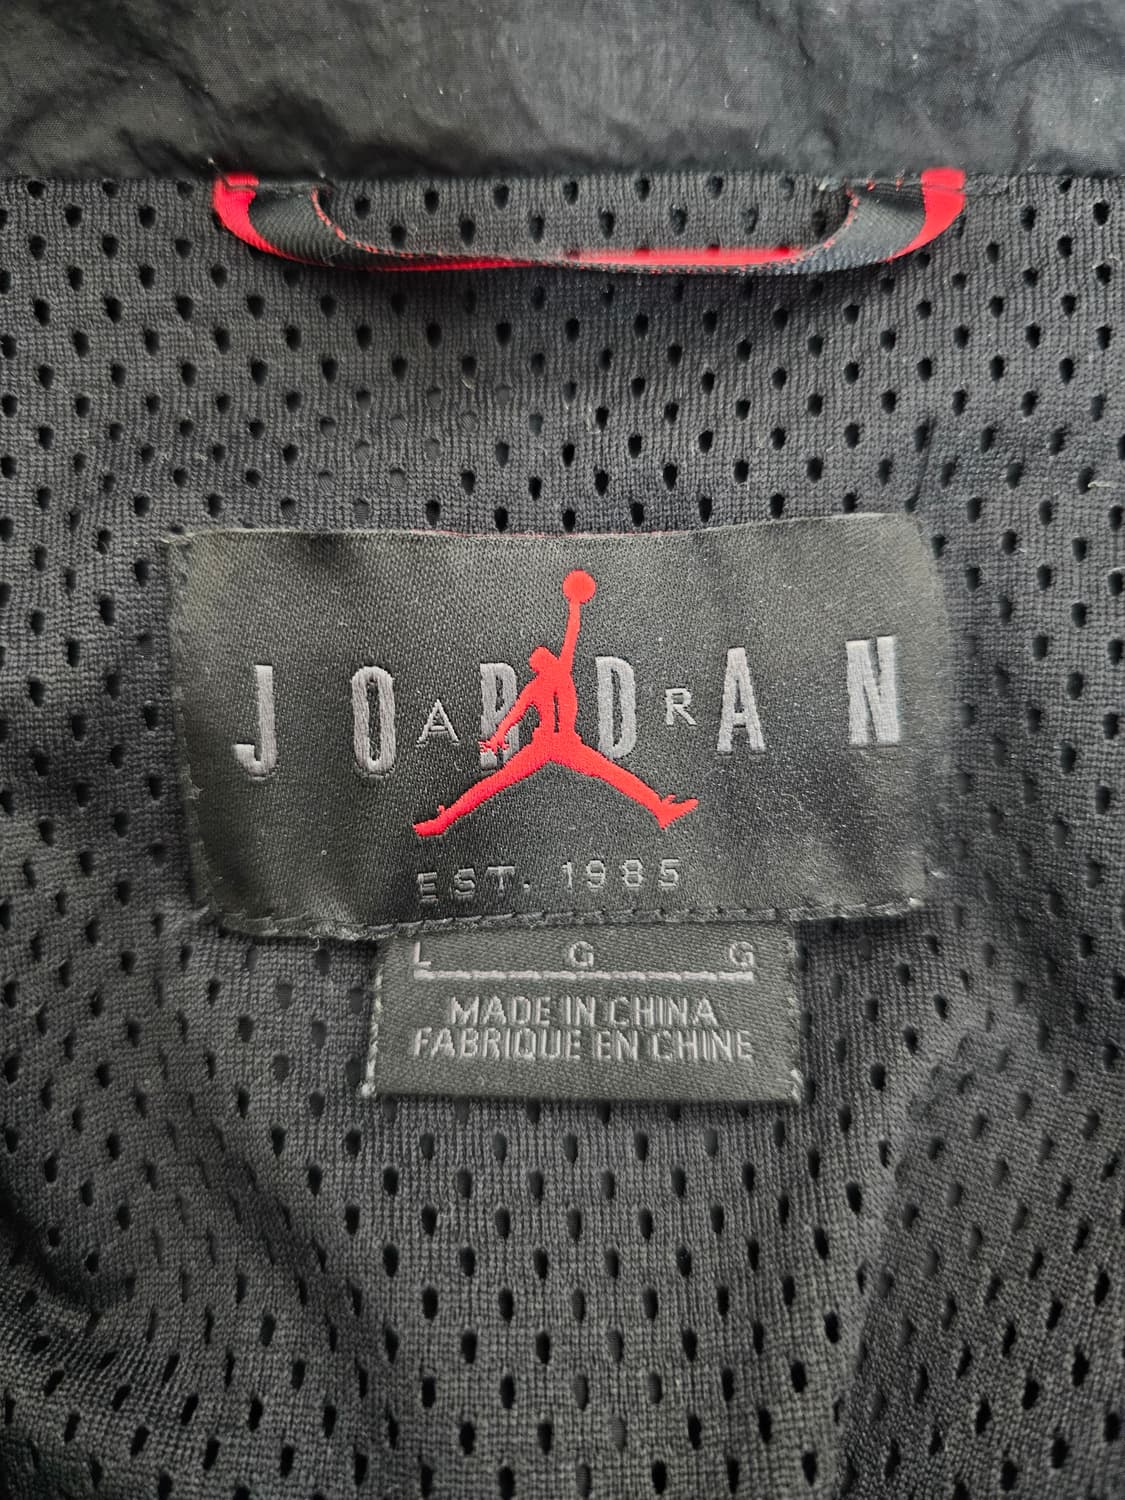 JORDAN
AIR
EST. 1985
L G G
MADE IN CHINA
FABRIQUE EN CHINE